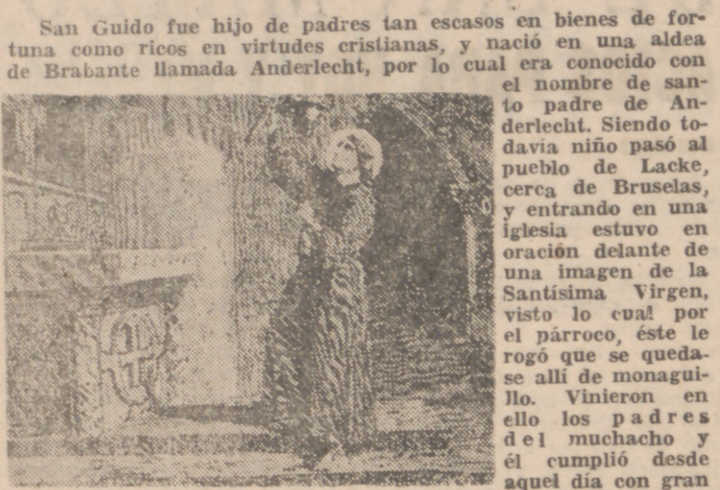 San Guido fue hijo de padres tan escasos en bienes de for-
tuna como ricos en virtudes cristianas, y nació en una aldea
de Brabante llamada Anderlecht, por lo cual era conocido con
el nombre de san-
to padre de An-
derlecht. Siendo to-
davía niño pasó al
pueblo de Lacke,
cerca de Bruselas,
y entrando en una
iglesia estuvo en
oración delante de
una imagen de la
Santísima Virgen,
visto lo cual por
el párroco, éste le
rogó que se queda-
se allí de monagui-
llo. Vinieron en
ello los padres
del muchacho y
él cumplió desde
aquel día con gran